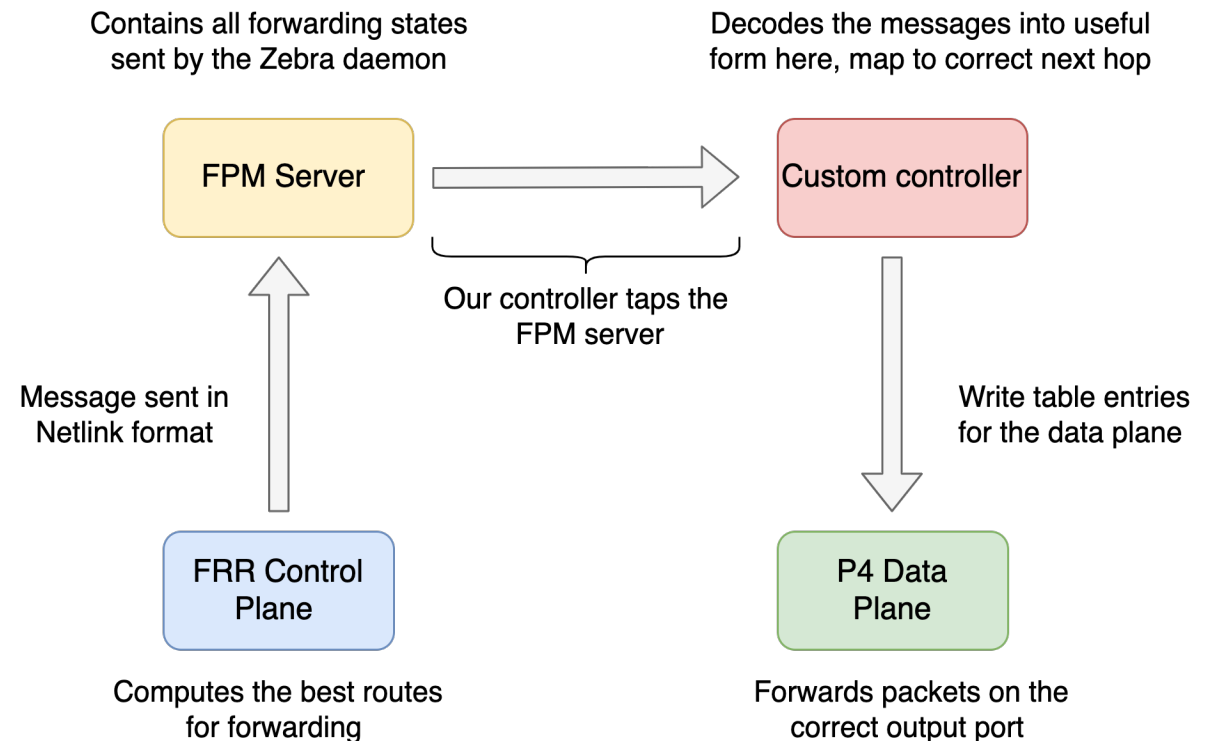 Contains all forwarding states
sent by the Zebra daemon
Decodes the messages into useful
form here, map to correct next hop
FPM Server
Custom controller
Our controller taps the
FPM server
Message sent in
Netlink format
Write table entries
for the data plane
FRR Control
Plane
P4 Data
Plane
Computes the best routes
for forwarding
Forwards packets on the
correct output port